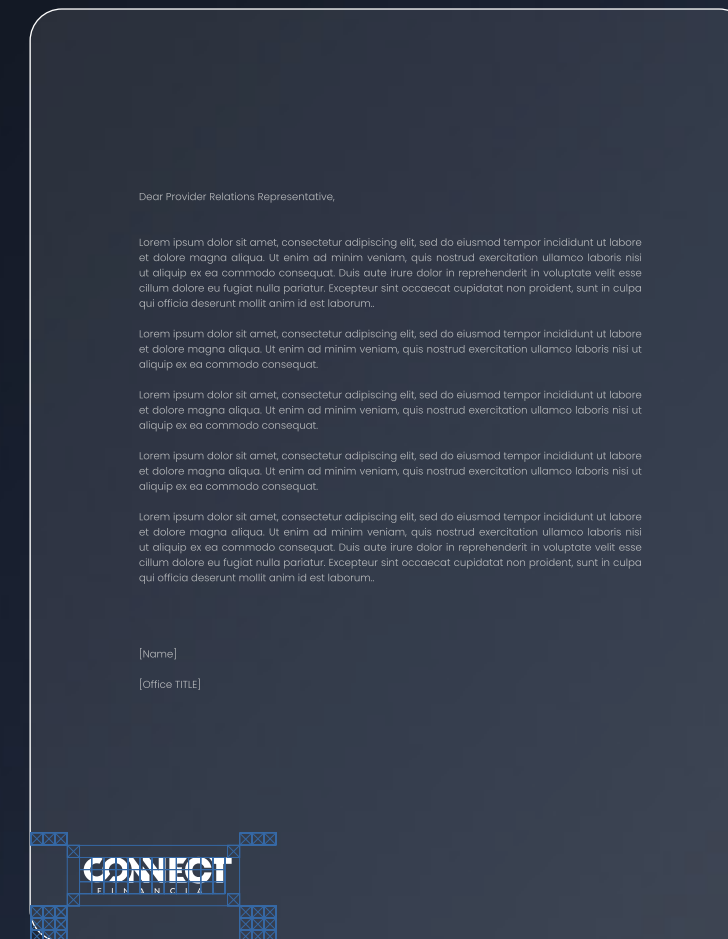 Dear Provider Relations Representative,
Lorem ipsum dolor sit amet, consectetur adipiscing elit, sed do eiusmod tempor incididunt ut labore
et dolore magna aliqua. Ut enim ad minim veniam, quis nostrud exercitation ullamco laboris nisi
ut aliquip ex ea commodo consequat. Duis aute irure dolor in reprehenderit in voluptate velit esse
cillum dolore eu fugiat nulla pariatur. Excepteur sint occaecat cupidatat non proident, sunt in culpa
qui officia deserunt mollit anim id est laborum..
Lorem ipsum dolor sit amet, consectetur adipiscing elit, sed do eiusmod tempor incididunt ut labore
et dolore magna aliqua. Ut enim ad minim veniam, quis nostrud exercitation ullamco laboris nisi ut
aliquip ex ea commodo consequat.
Lorem ipsum dolor sit amet, consectetur adipiscing elit, sed do eiusmod tempor incididunt ut labore
et dolore magna aliqua. Ut enim ad minim veniam, quis nostrud exercitation ullamco laboris nisi ut
aliquip ex ea commodo consequat.
Lorem ipsum dolor sit amet, consectetur adipiscing elit, sed do eiusmod tempor incididunt ut labore
et dolore magna aliqua. Ut enim ad minim veniam, quis nostrud exercitation ullamco laboris nisi ut
aliquip ex ea commodo consequat.
Lorem ipsum dolor sit amet, consectetur adipiscing elit, sed do eiusmod tempor incididunt ut labore
et dolore magna aliqua. Ut enim ad minim veniam, quis nostrud exercitation ullamco laboris nisi
ut aliquip ex ea commodo consequat. Duis aute irure dolor in reprehenderit in voluptate velit esse
cillum dolore eu fugiat nulla pariatur. Excepteur sint occaecat cupidatat non proident, sunt in culpa
qui officia deserunt mollit anim id est laborum..
[Name]
[Office TITLE]
CONNECT